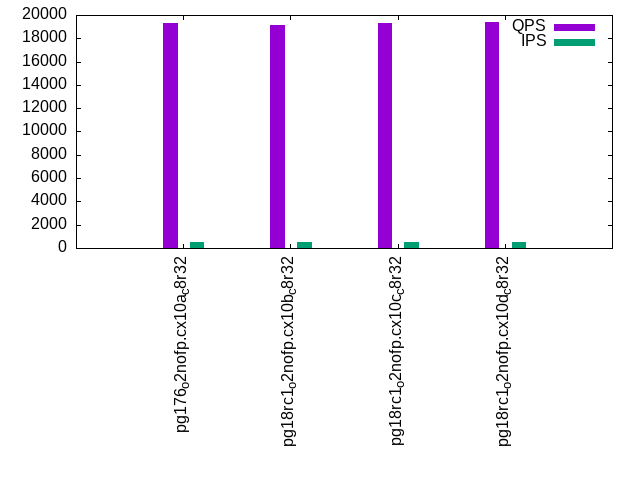 20000
18000
16000
14000
12000
10000
8000
6000
4000
2000
0
QPS
IPS
pg176o2nofp.cx10ac8r32
pg18rc1o2nofp.cx10bc8r32
pg18rc1o2nofp.cx10cc8r32
pg18rc1o2nofp.cx10dc8r32